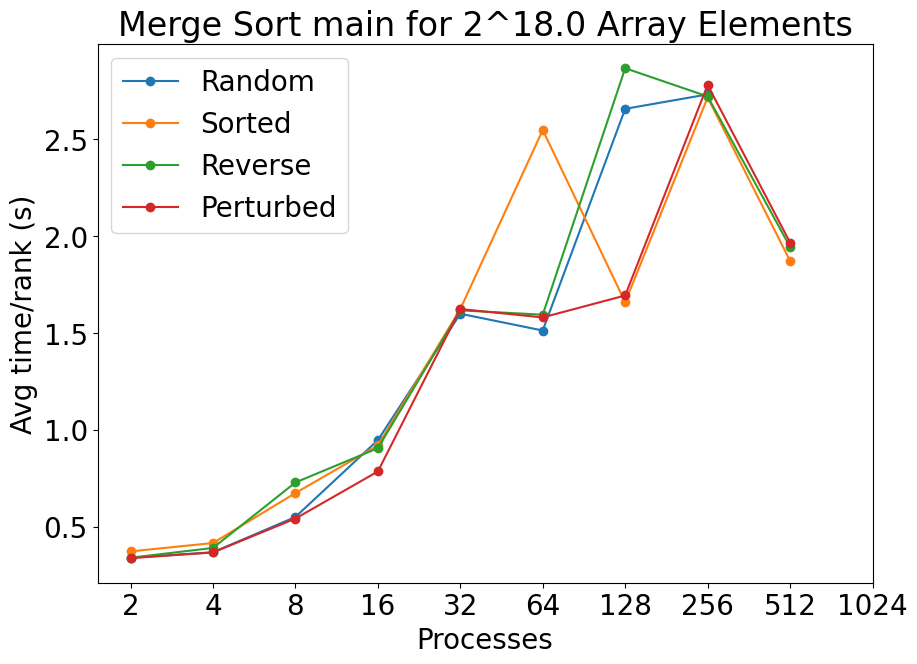 Merge Sort main for 2^18.0 Array Elements
Random
Sorted
Reverse
Perturbed
Avg time/rank (s)
2.5
2.0
1.5
1.0
0.5
2 4 8 16 32 64 128 256 512 1024
Processes